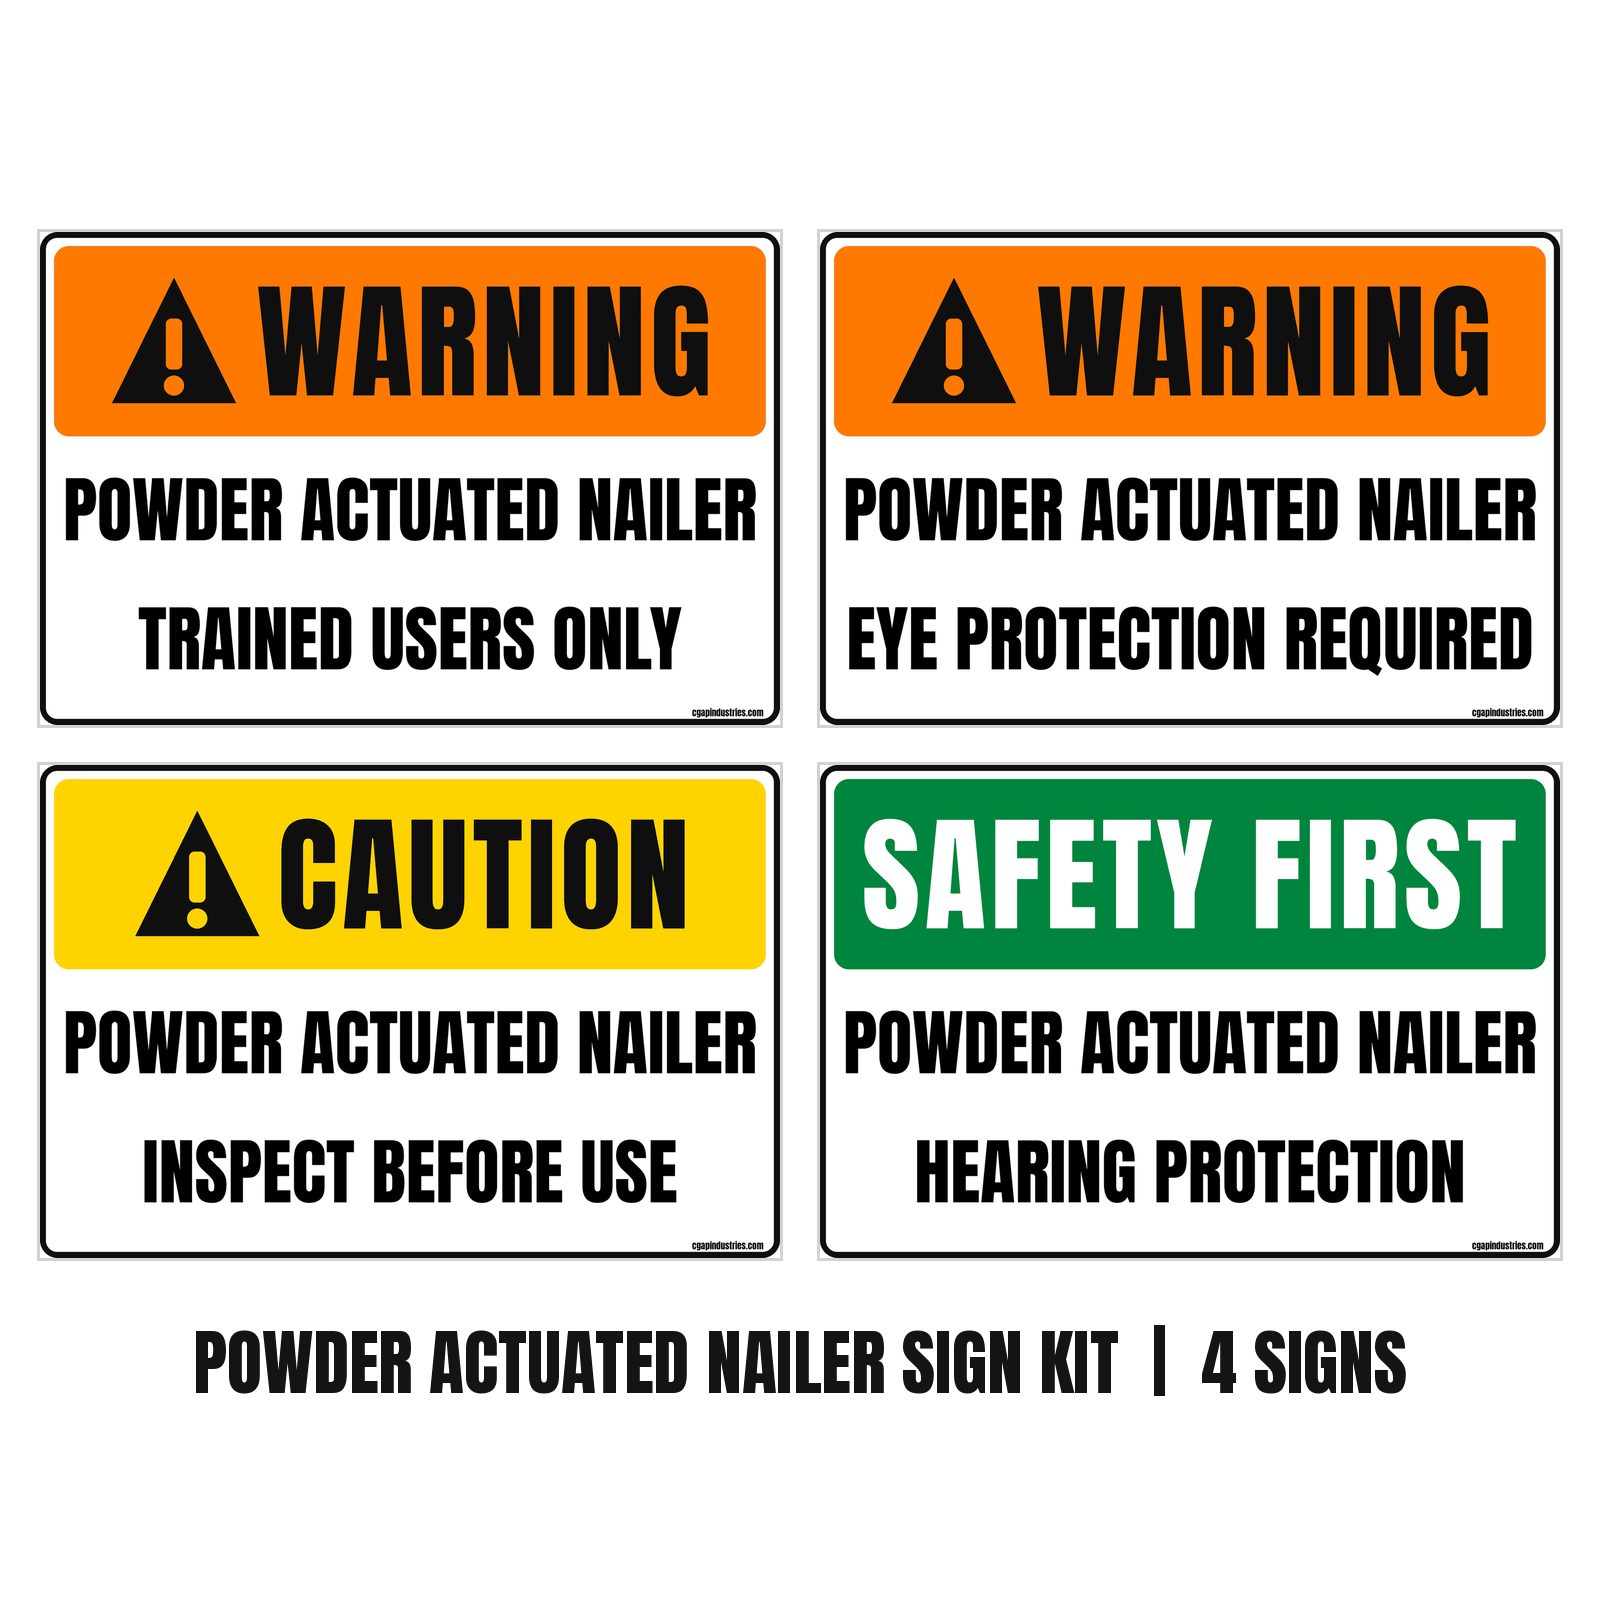 WARNING
POWDER ACTUATED NAILER
TRAINED USERS ONLY
cgapindustries.com
WARNING
POWDER ACTUATED NAILER
EYE PROTECTION REQUIRED
cgapindustries.com
CAUTION
POWDER ACTUATED NAILER
INSPECT BEFORE USE
cgapindustries.com
SAFETY FIRST
POWDER ACTUATED NAILER
HEARING PROTECTION
cgapindustries.com
POWDER ACTUATED NAILER SIGN KIT | 4 SIGNS